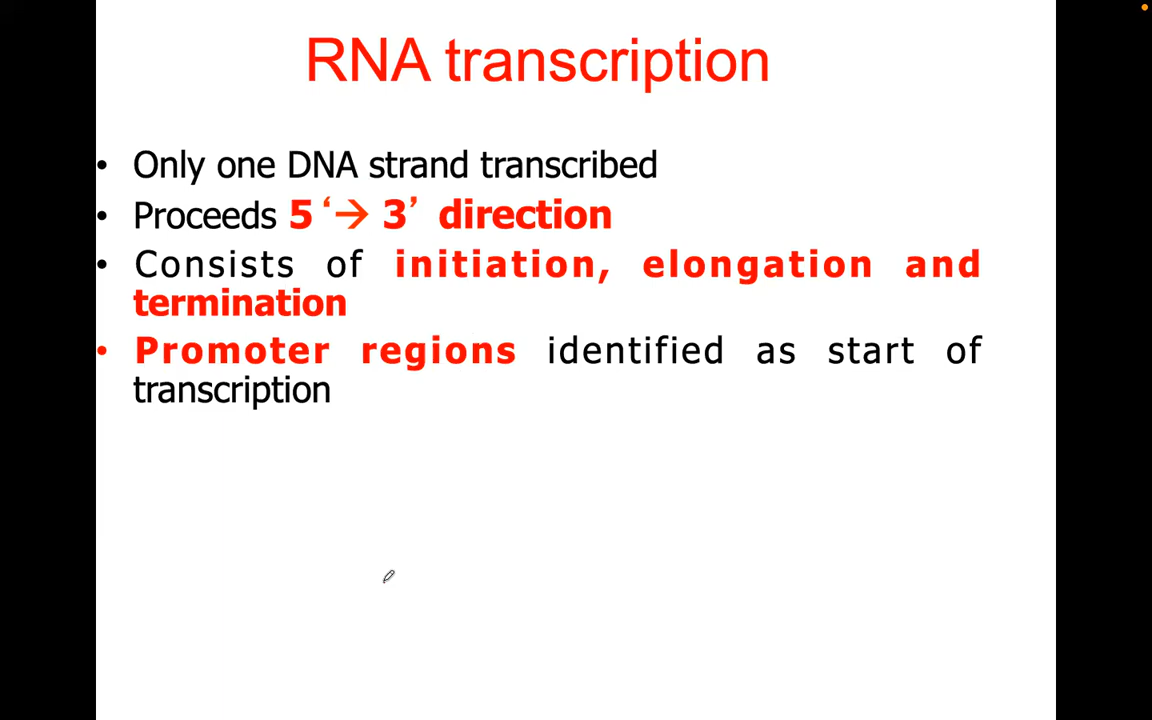 RNA transcription
• Only one DNA strand transcribed
• Proceeds 5‘→ 3’ direction
• Consists of initiation, elongation and
termination
• Promoter regions identified as start of
transcription